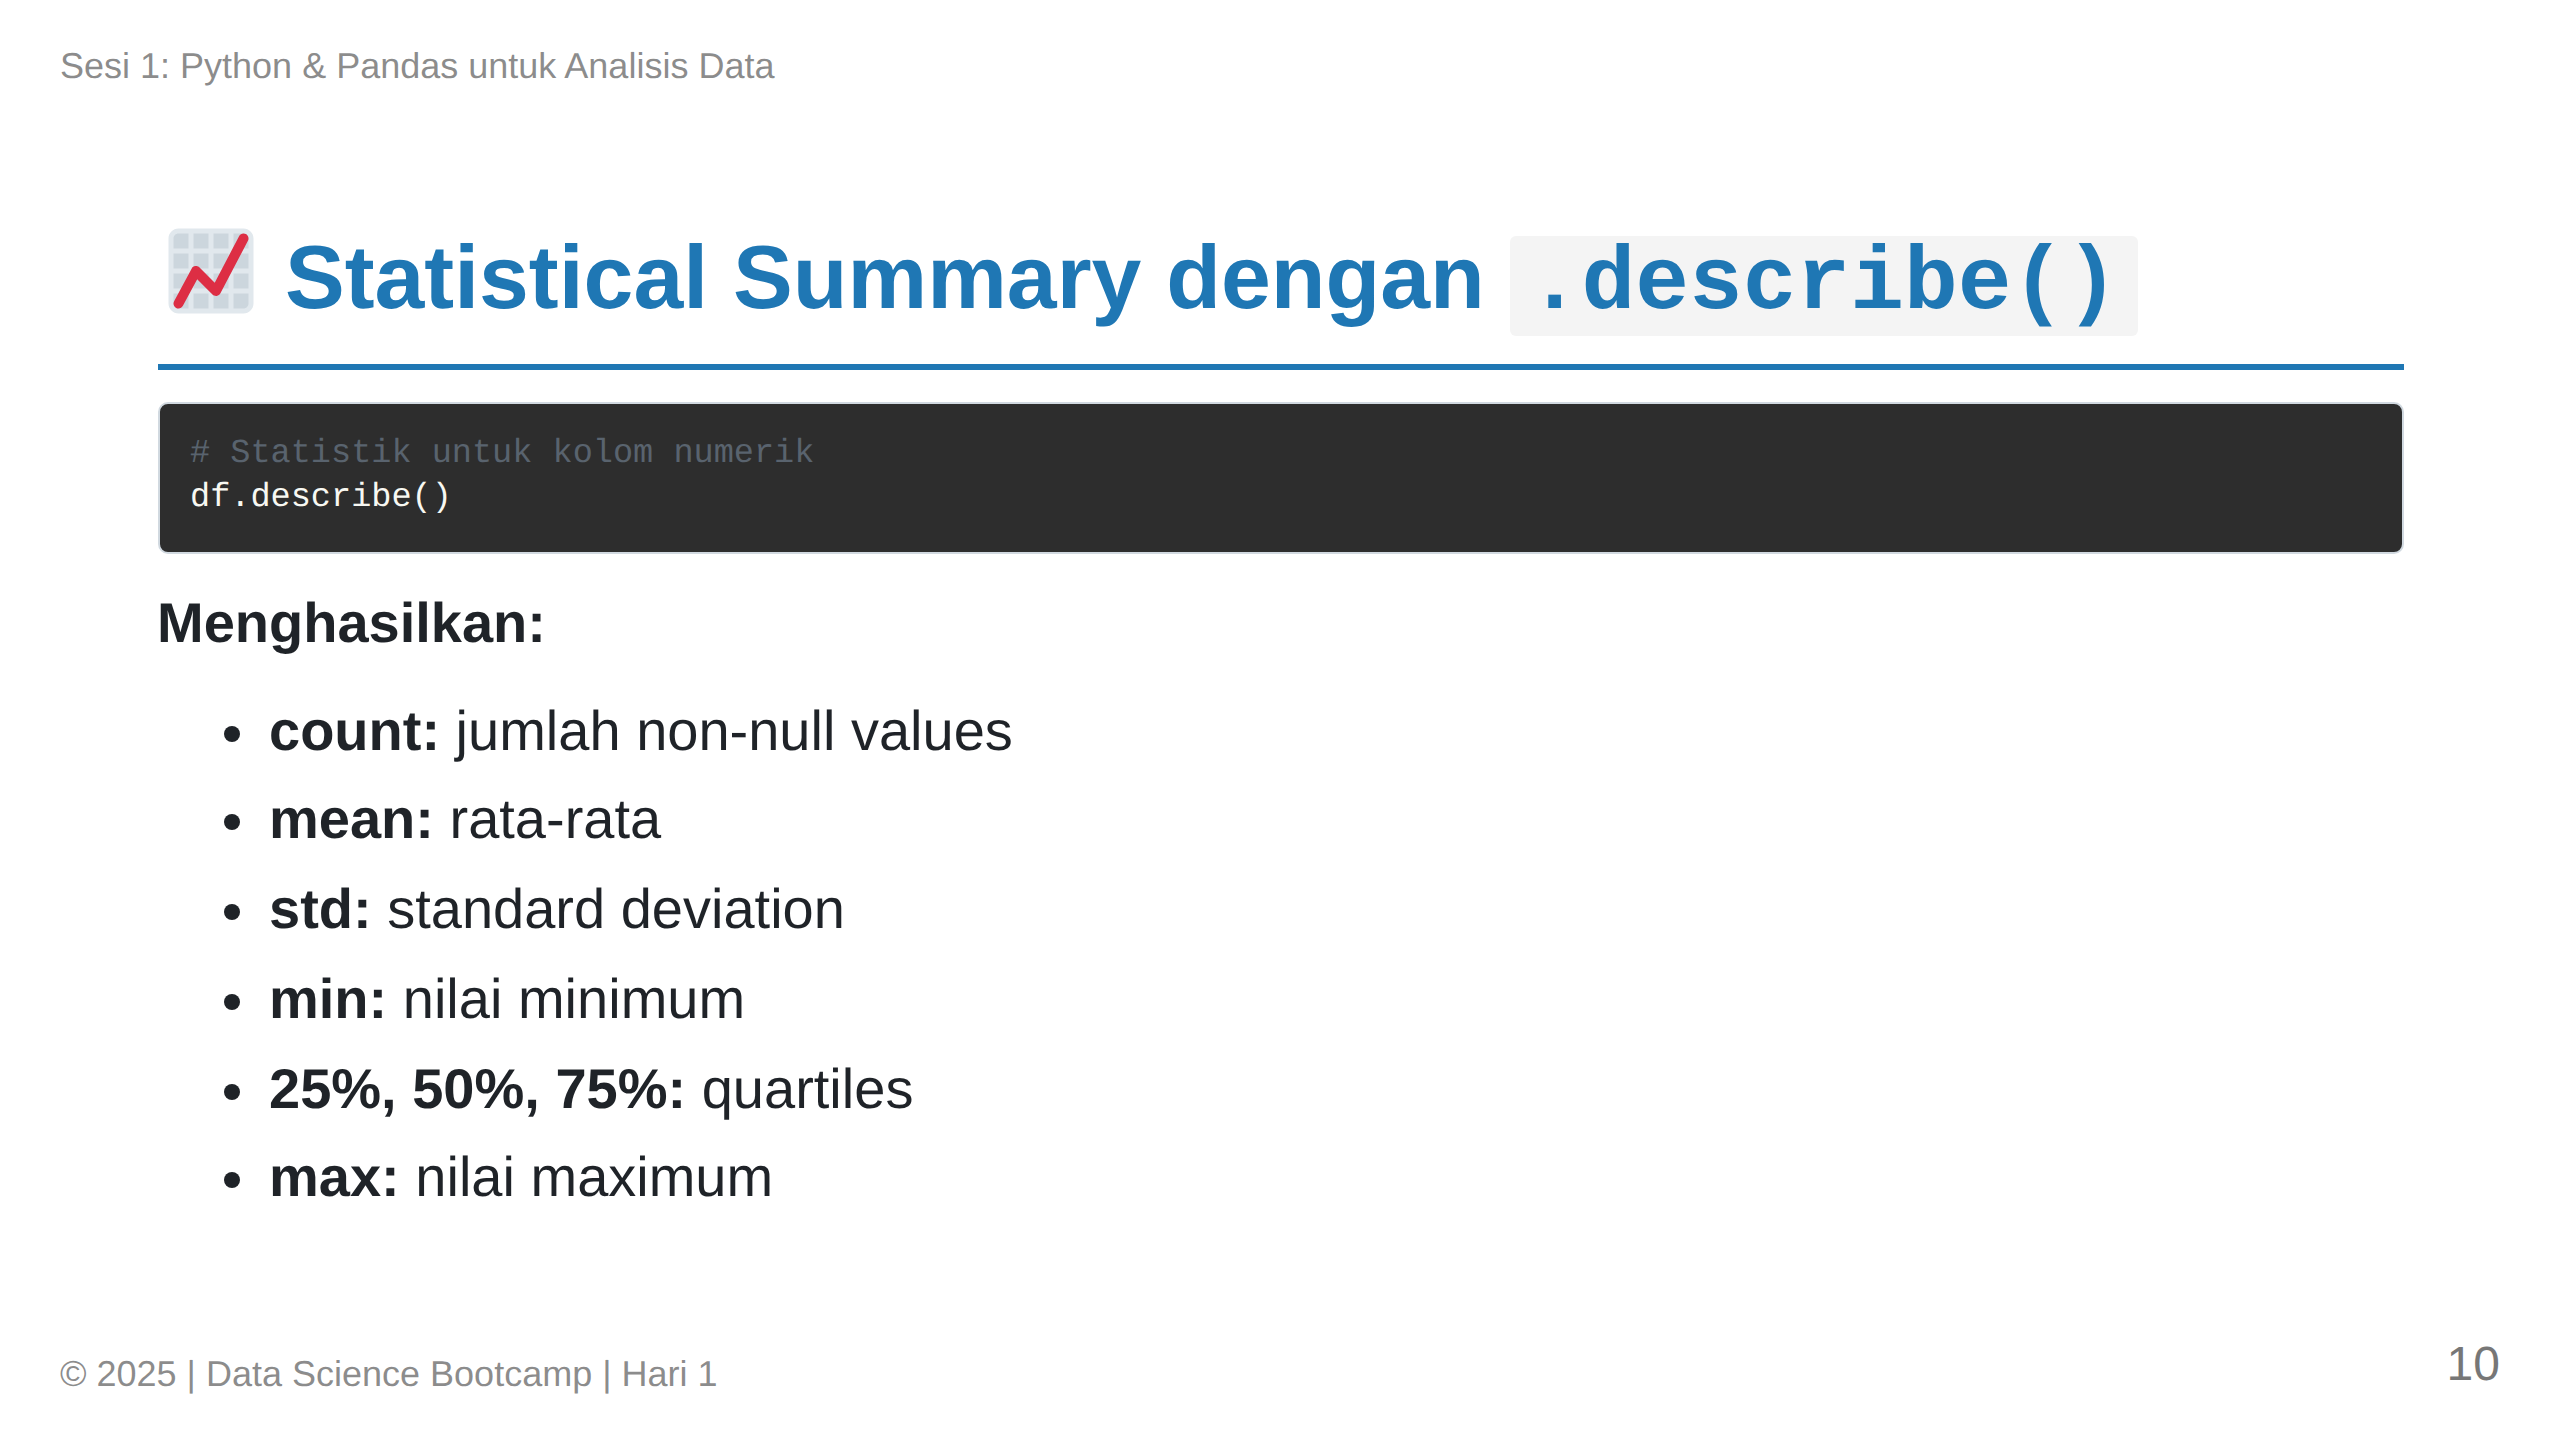 Sesi 1: Python & Pandas untuk Analisis Data
Statistical Summary dengan .describe()
# Statistik untuk kolom numerik
df.describe()
Menghasilkan:
• count: jumlah non-null values
• mean: rata-rata
• std: standard deviation
• min: nilai minimum
• 25%, 50%, 75%: quartiles
• max: nilai maximum
© 2025 | Data Science Bootcamp | Hari 1
10